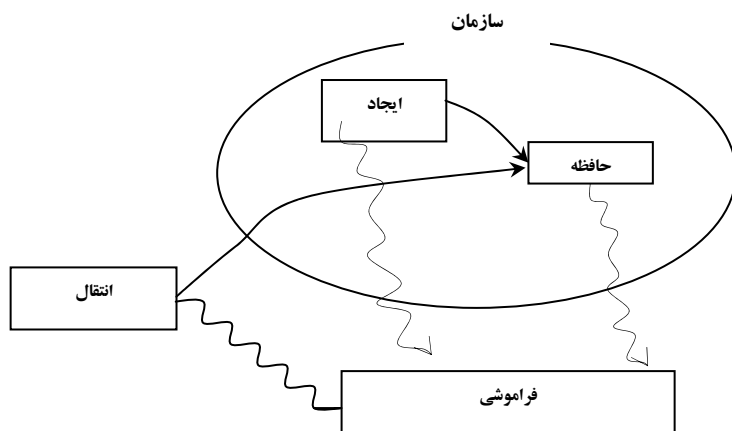 سازمان
ایجاد
حافظه
انتقال
فراموشی